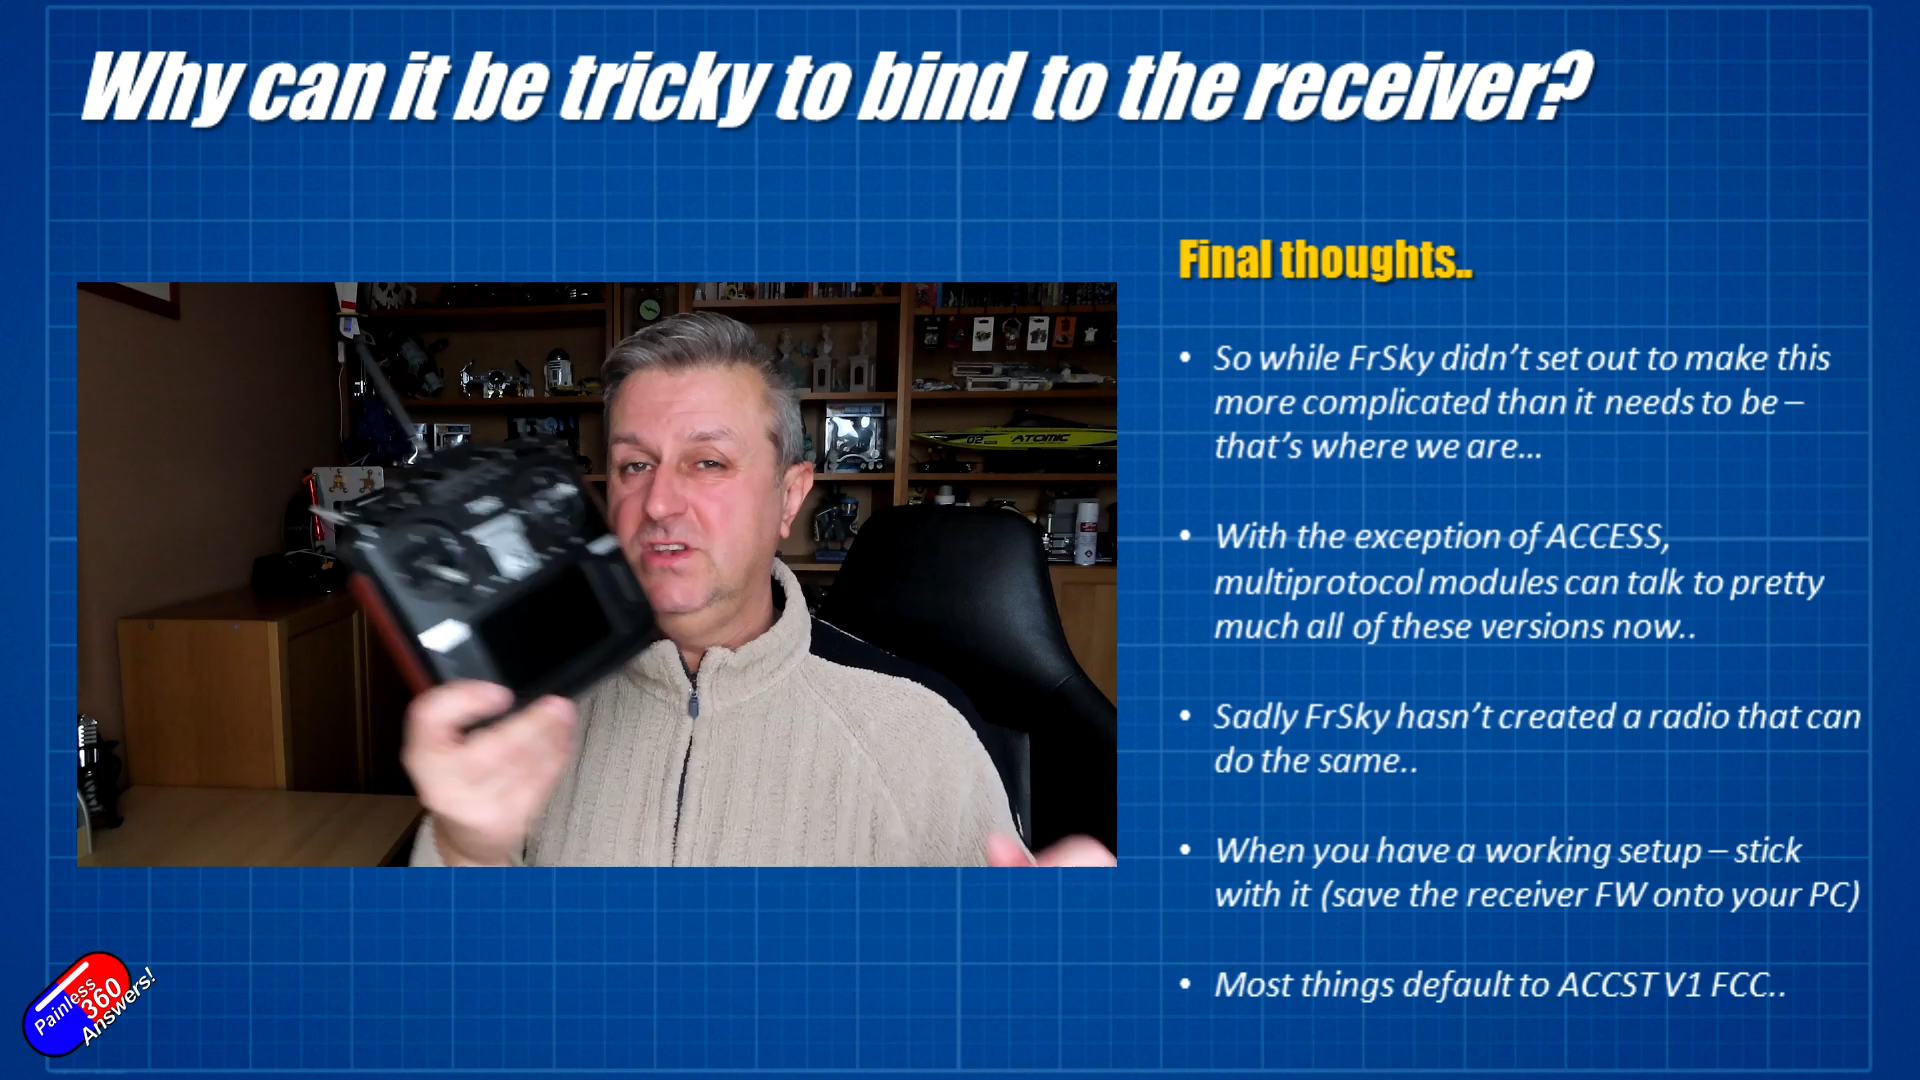 Why can it be tricky to bind to the receiver?
Final thoughts..
• So while FrSky didn't set out to make this
more complicated than it needs to be –
that's where we are...
• With the exception of ACCESS,
multiprotocol modules can talk to pretty
much all of these versions now..
• Sadly FrSky hasn't created a radio that can
do the same..
• When you have a working setup – stick
with it (save the receiver FW onto your PC)
• Most things default to ACCST V1 FCC..
02 ATOMIC
Painless
360
Answers!